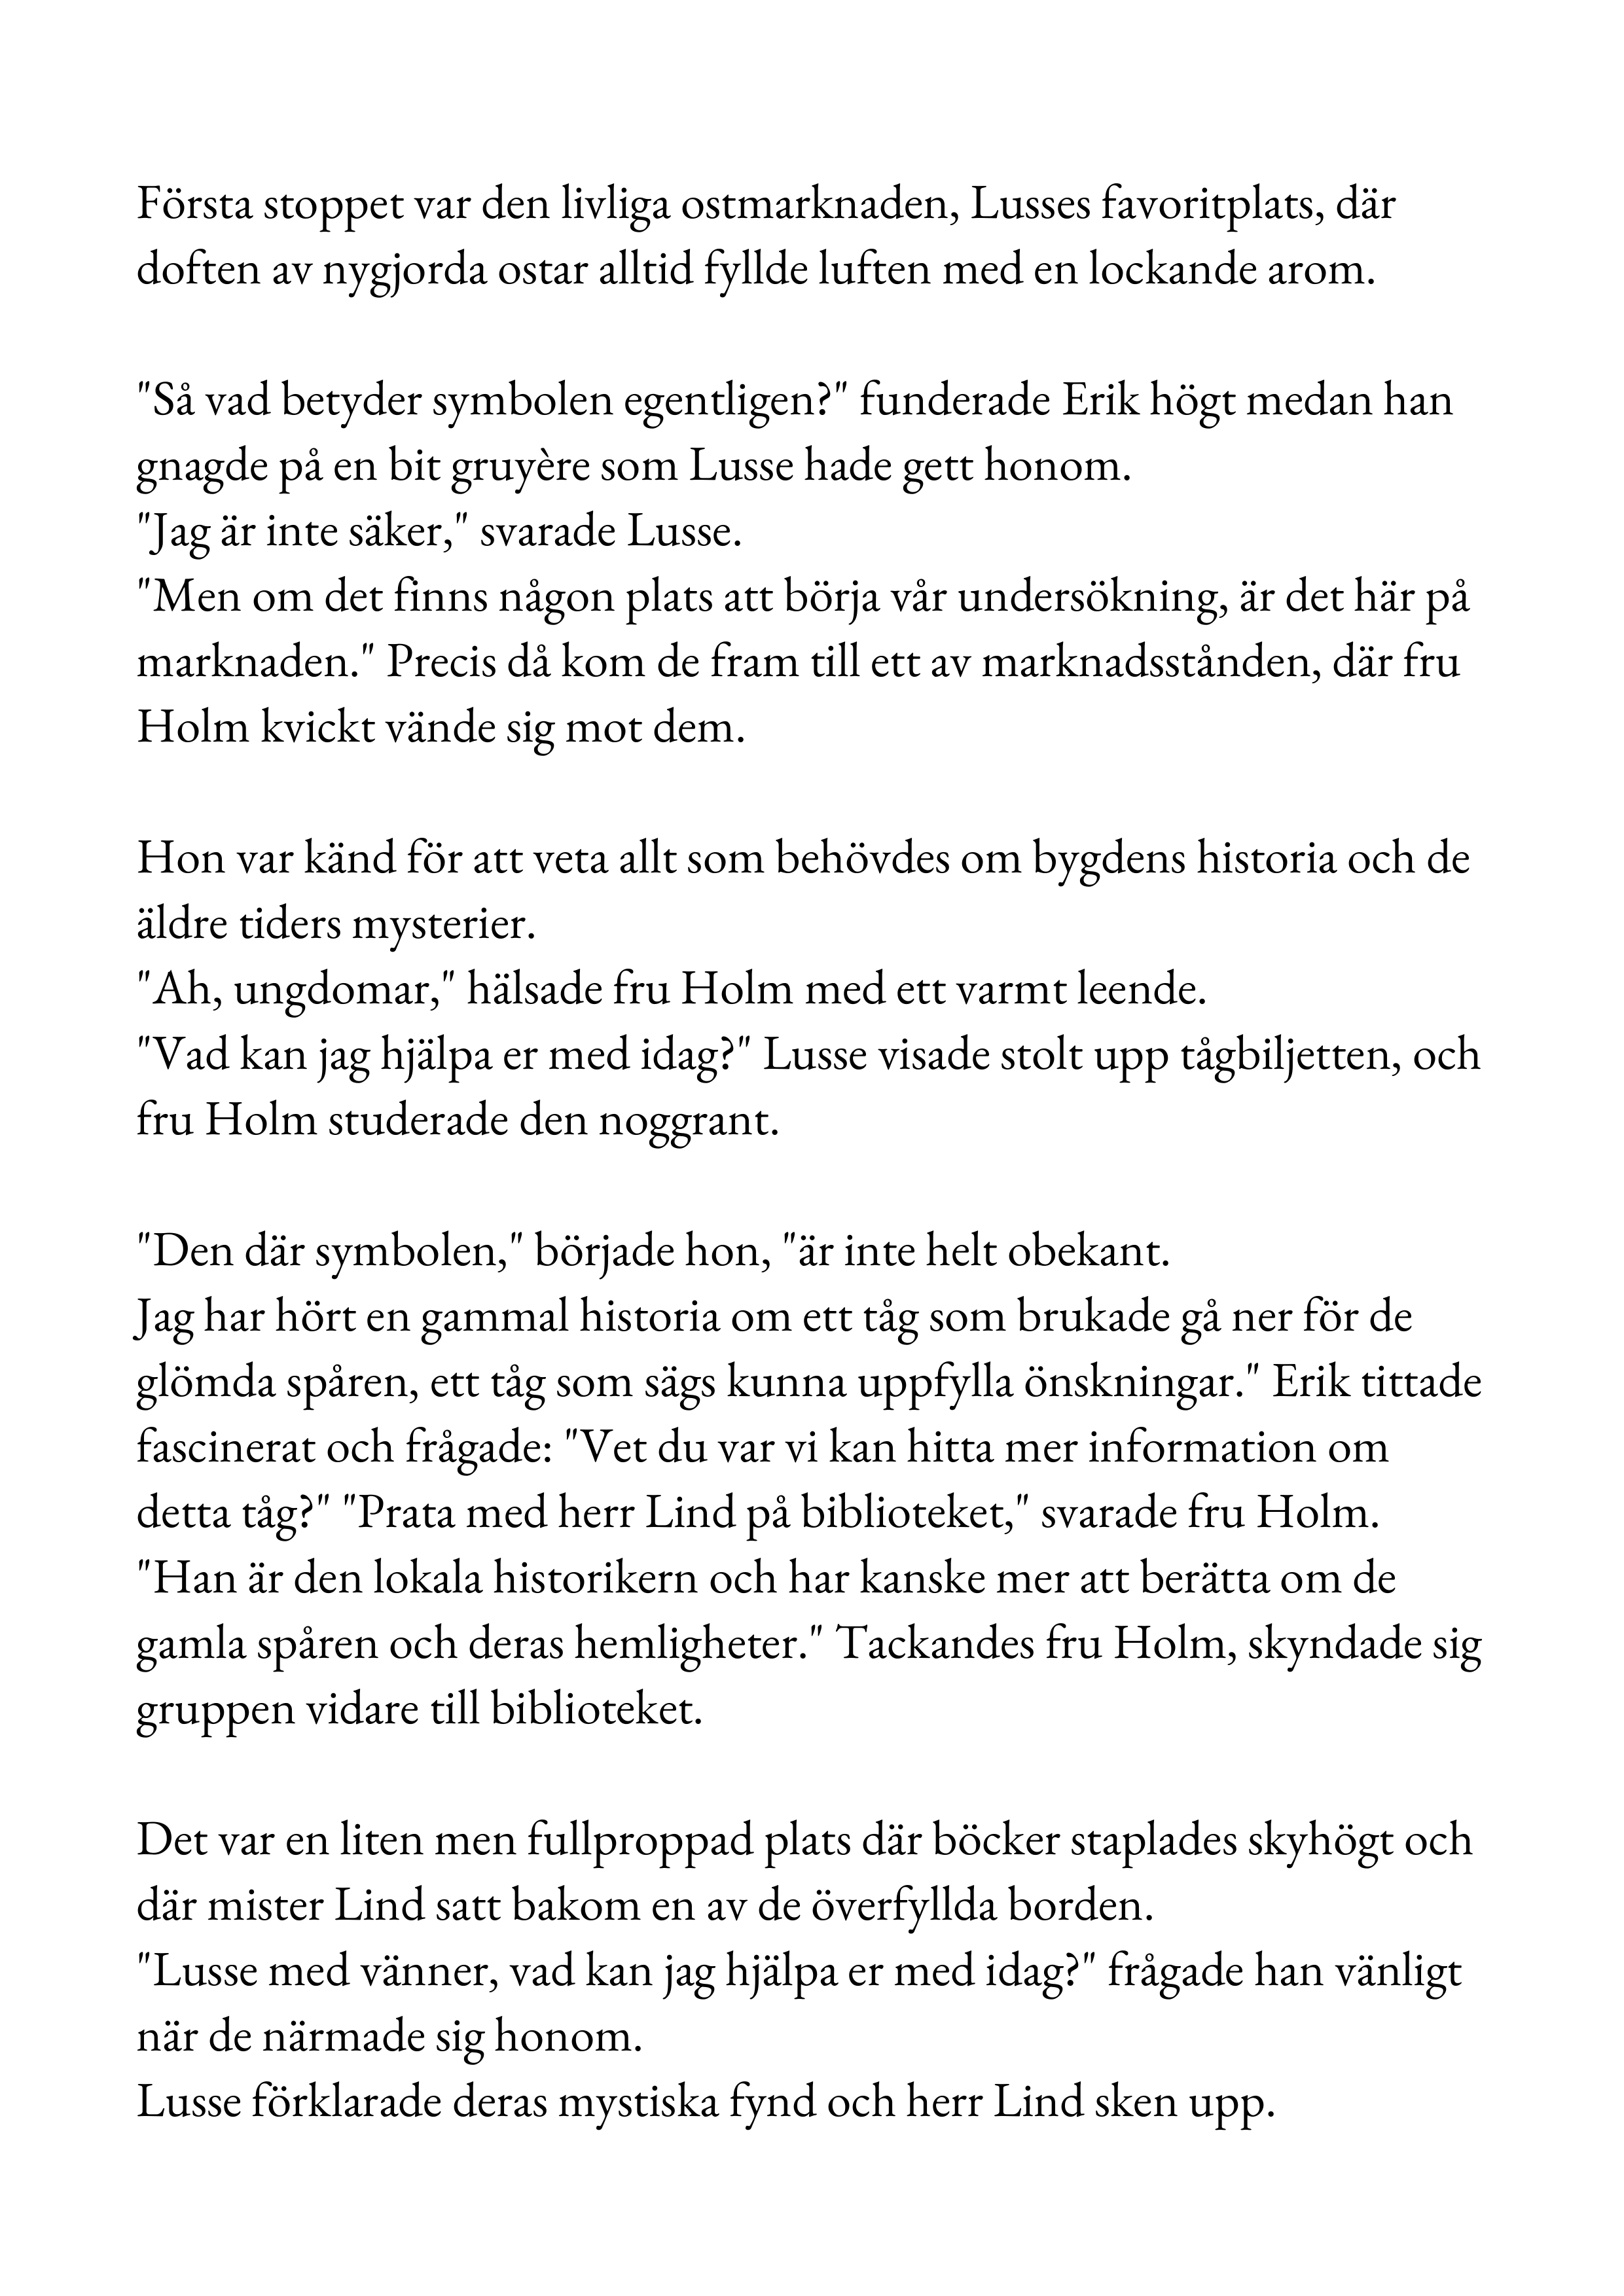 Första stoppet var den livliga ostmarknaden, Lusses favoritplats, där
doften av nygjorda ostar alltid fyllde luften med en lockande arom.
"Så vad betyder symbolen egentligen?" funderade Erik högt medan han
gnagde på en bit gruyère som Lusse hade gett honom.
"Jag är inte säker," svarade Lusse.
"Men om det finns någon plats att börja vår undersökning, är det här på
marknaden." Precis då kom de fram till ett av marknadsstånden, där fru
Holm kvickt vände sig mot dem.
Hon var känd för att veta allt som behövdes om bygdens historia och de
äldre tiders mysterier.
"Ah, ungdomar," hälsade fru Holm med ett varmt leende.
"Vad kan jag hjälpa er med idag?" Lusse visade stolt upp tågbiljetten, och
fru Holm studerade den noggrant.
"Den där symbolen," började hon, "är inte helt obekant.
Jag har hört en gammal historia om ett tåg som brukade gå ner för de
glömda spåren, ett tåg som sägs kunna uppfylla önskningar." Erik tittade
fascinerat och frågade: "Vet du var vi kan hitta mer information om
detta tåg?" "Prata med herr Lind på biblioteket," svarade fru Holm.
"Han är den lokala historikern och har kanske mer att berätta om de
gamla spåren och deras hemligheter." Tackandes fru Holm, skyndade sig
gruppen vidare till biblioteket.
Det var en liten men fullproppad plats där böcker staplades skyhögt och
där mister Lind satt bakom en av de överfyllda borden.
"Lusse med vänner, vad kan jag hjälpa er med idag?" frågade han vänligt
när de närmade sig honom.
Lusse förklarade deras mystiska fynd och herr Lind sken upp.